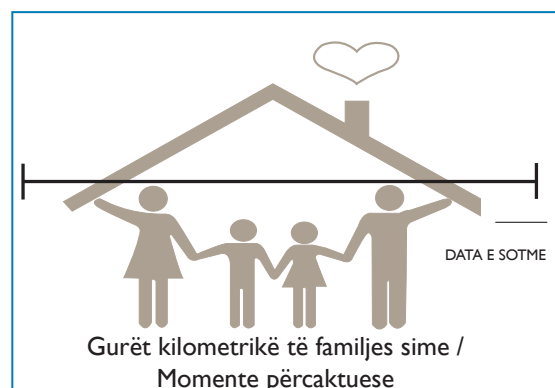 DATA E SOTME
Gurët kilometrikë të familjes sime /
Momente përcaktuese